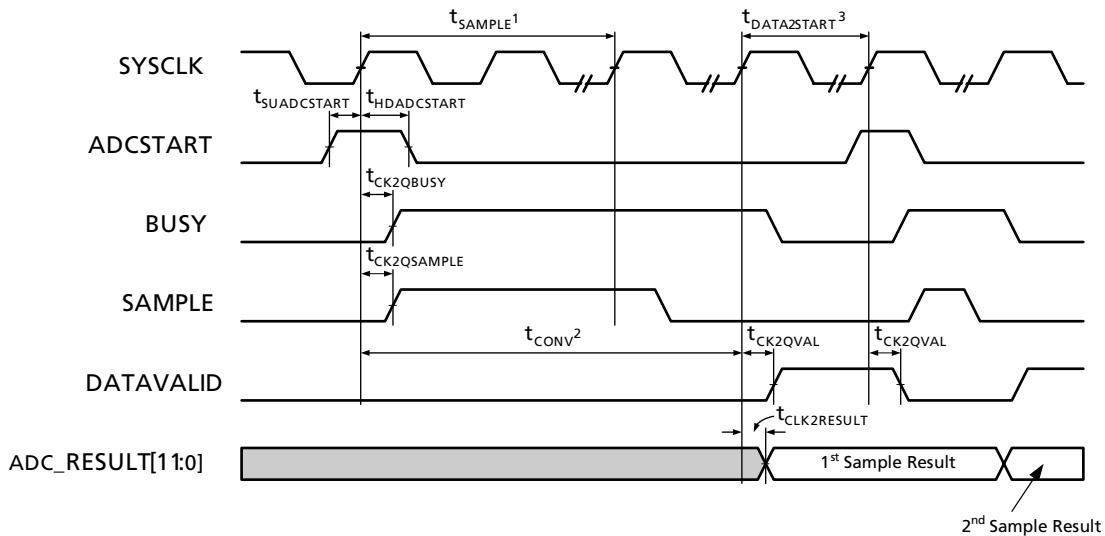 tSAMPLE1
tDATA2START3
SYSCLK
tSUADCSTART
tHDADCSTART
ADCSTART
tCK2QBUSY
BUSY
tCK2QSAMPLE
SAMPLE
tCONV2
tCK2QVAL
tCK2QVAL
DATAVALID
tCLK2RESULT
ADC_RESULT[11:0]
1st Sample Result
2nd Sample Result